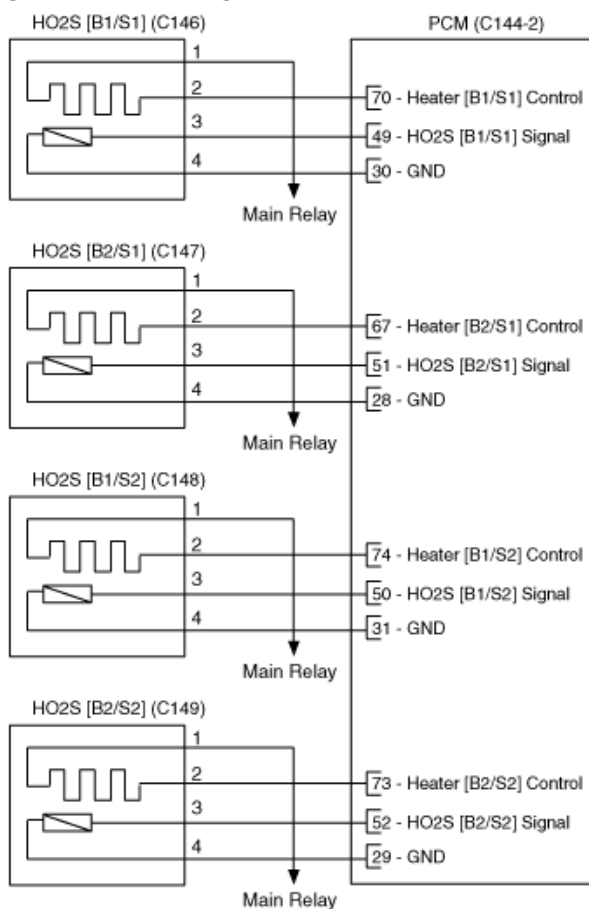 HO2S [B1/S1] (C146)
PCM (C144-2)
1
2
70 - Heater [B1/S1] Control
3
49 - HO2S [B1/S1] Signal
4
30 - GND
Main Relay
HO2S [B2/S1] (C147)
1
2
67 - Heater [B2/S1] Control
3
51 - HO2S [B2/S1] Signal
4
28 - GND
Main Relay
HO2S [B1/S2] (C148)
1
2
74 - Heater [B1/S2] Control
3
50 - HO2S [B1/S2] Signal
4
31 - GND
Main Relay
HO2S [B2/S2] (C149)
1
2
73 - Heater [B2/S2] Control
3
52 - HO2S [B2/S2] Signal
4
29 - GND
Main Relay